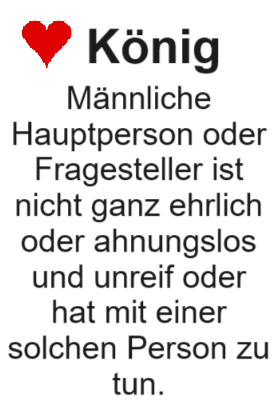 König
Männliche
Hauptperson oder
Fragesteller ist
nicht ganz ehrlich
oder ahnungslos
und unreif oder
hat mit einer
solchen Person zu
tun.